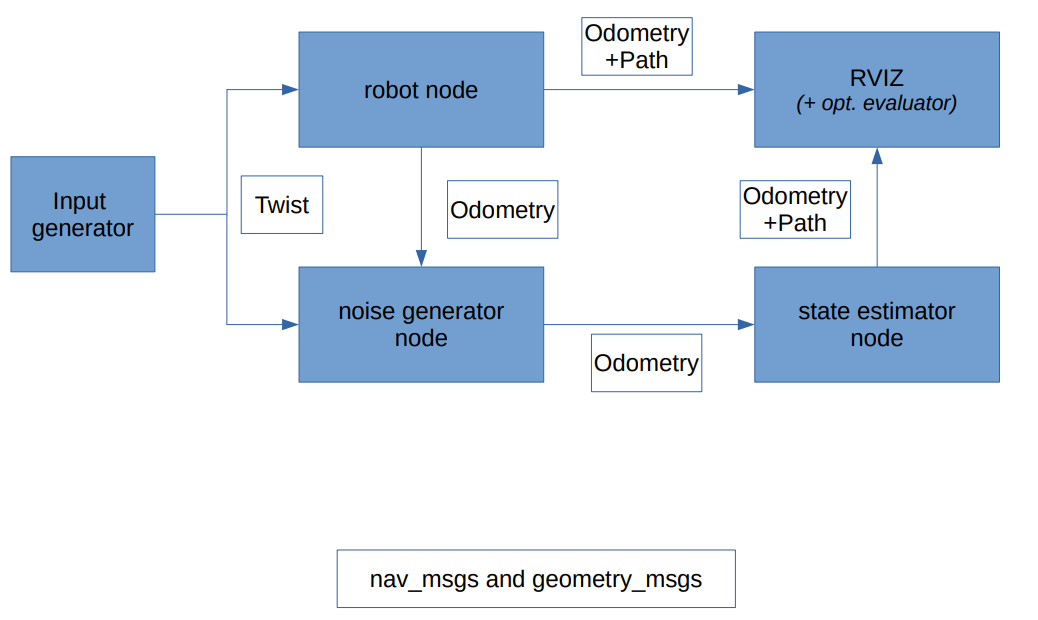 Odometry
+Path
robot node
RVIZ
(+ opt. evaluator)
Input
generator
Twist
Odometry
Odometry
+Path
noise generator
node
state estimator
node
Odometry
nav_msgs and geometry_msgs